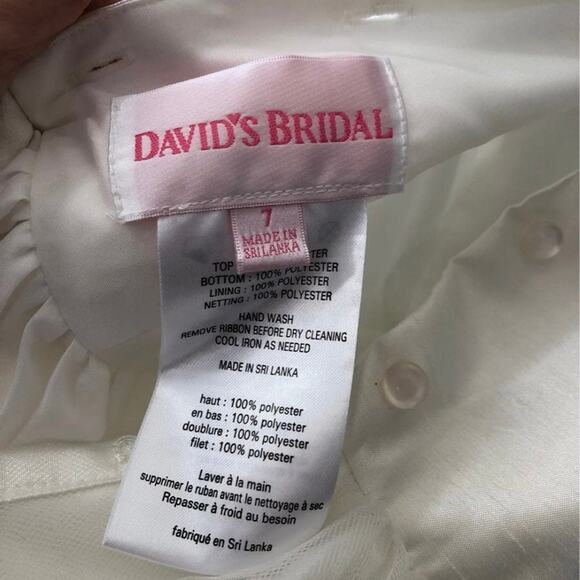 DAVID'S BRIDAL
7
MADE IN
SRI LANKA
TOP
BOTTOM : 100% POLYESTER
LINING : 100% POLYESTER
NETTING : 100% POLYESTER
HAND WASH
REMOVE RIBBON BEFORE DRY CLEANING
COOL IRON AS NEEDED
MADE IN SRI LANKA
haut : 100% polyester
en bas : 100% polyester
doublure : 100% polyester
filet : 100% polyester
Laver à la main
supprimer le ruban avant le nettoyage à sec
Repasser à froid au besoin
fabriqué en Sri Lanka